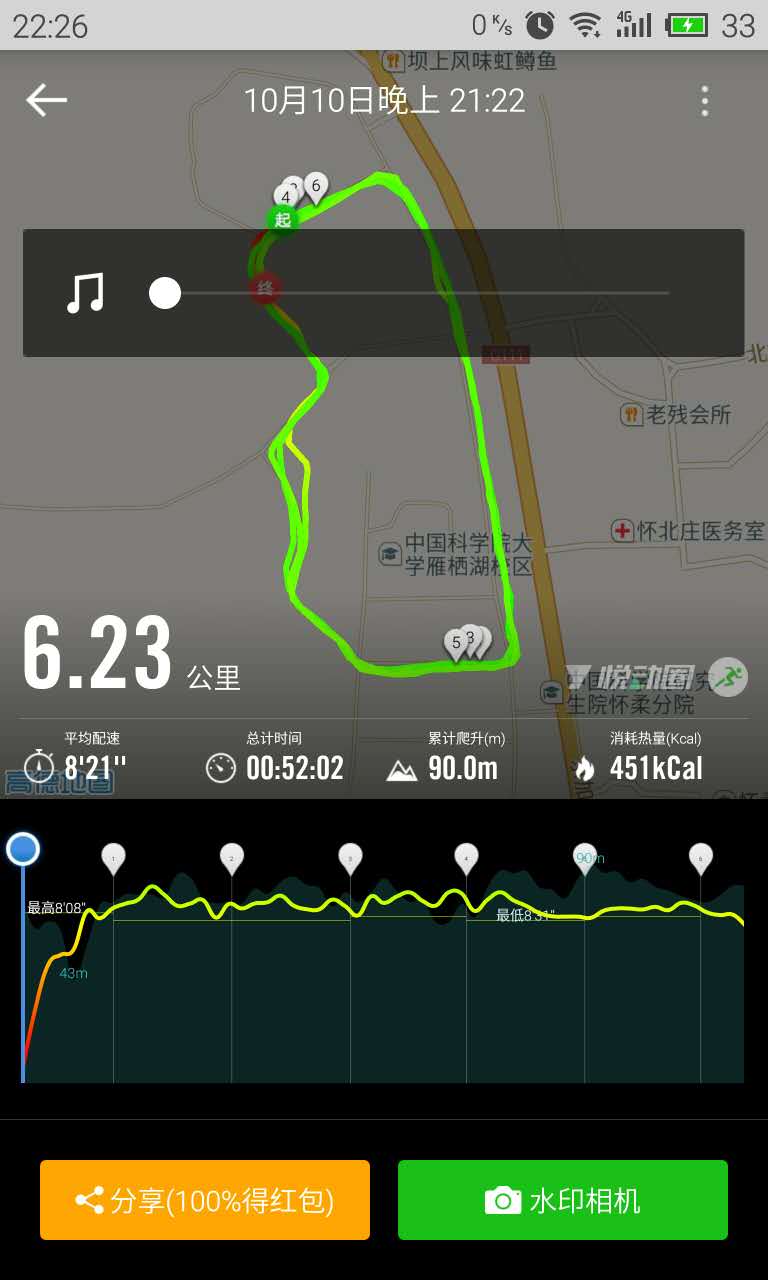 22:26
0 K/s 4G 33
坝上风味虹鳟鱼
10月10日晚上 21:22
6
4
起
终
G111
北
老残会所
怀北庄医务室
中国科学院大
学雁栖湖校区
5 3
6.23 公里
悦动圈
生院怀柔分院
平均配速 总计时间 累计爬升(m) 消耗热量(Kcal)
8'21'' 00:52:02 90.0m 451kCal
高德地图
1 2 3 4 6
90m
最高8'08"
最低8'31"
43m
分享(100%得红包) 水印相机